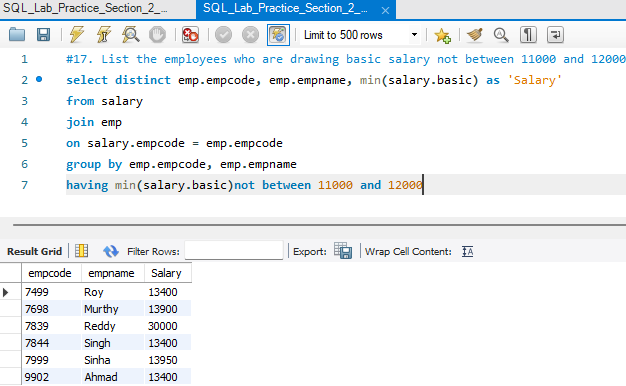 SQL_Lab_Practice_Section_2_...
SQL_Lab_Practice_Section_2_...
Limit to 500 rows
1 #17. List the employees who are drawing basic salary not between 11000 and 12000
2 select distinct emp.empcode, emp.empname, min(salary.basic) as 'Salary'
3 from salary
4 join emp
5 on salary.empcode = emp.empcode
6 group by emp.empcode, emp.empname
7 having min(salary.basic)not between 11000 and 12000
Result Grid Filter Rows: Export: Wrap Cell Content: IA
empcode empname Salary
7499 Roy 13400
7698 Murthy 13900
7839 Reddy 30000
7844 Singh 13400
7999 Sinha 13950
9902 Ahmad 13400